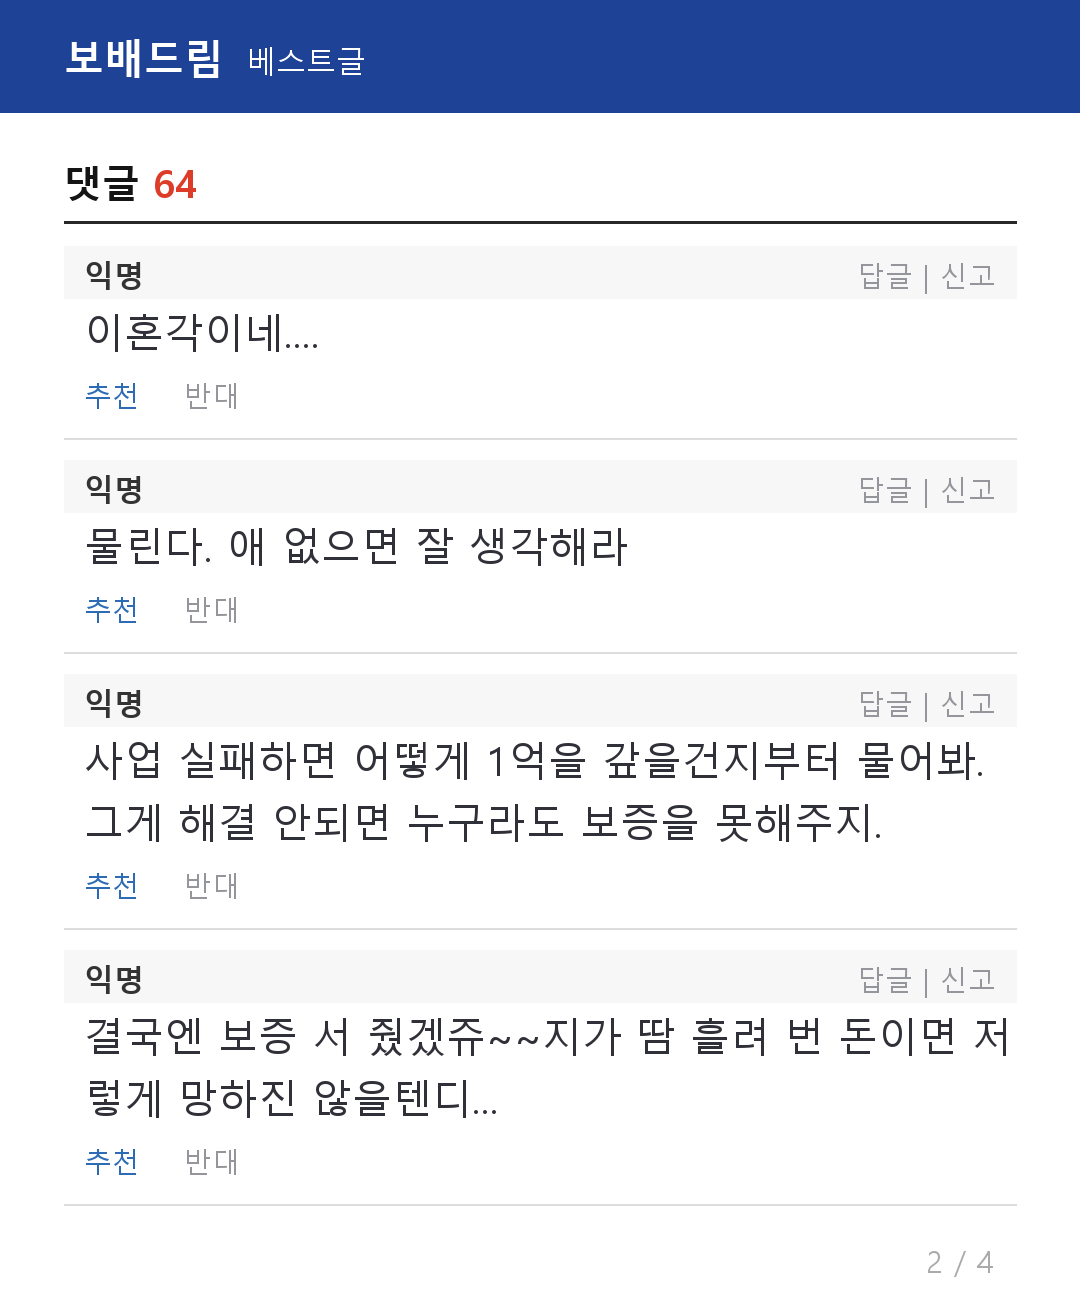 보배드림 베스트글
댓글 64
익명 답글 | 신고
이혼각이네....
추천 반대
익명 답글 | 신고
물린다. 애 없으면 잘 생각해라
추천 반대
익명 답글 | 신고
사업 실패하면 어떻게 1억을 갚을건지부터 물어봐.
그게 해결 안되면 누구라도 보증을 못해주지.
추천 반대
익명 답글 | 신고
결국엔 보증 서 줬겠쥬~~지가 땀 흘려 번 돈이면 저
렇게 망하진 않을텐디...
추천 반대
2 / 4